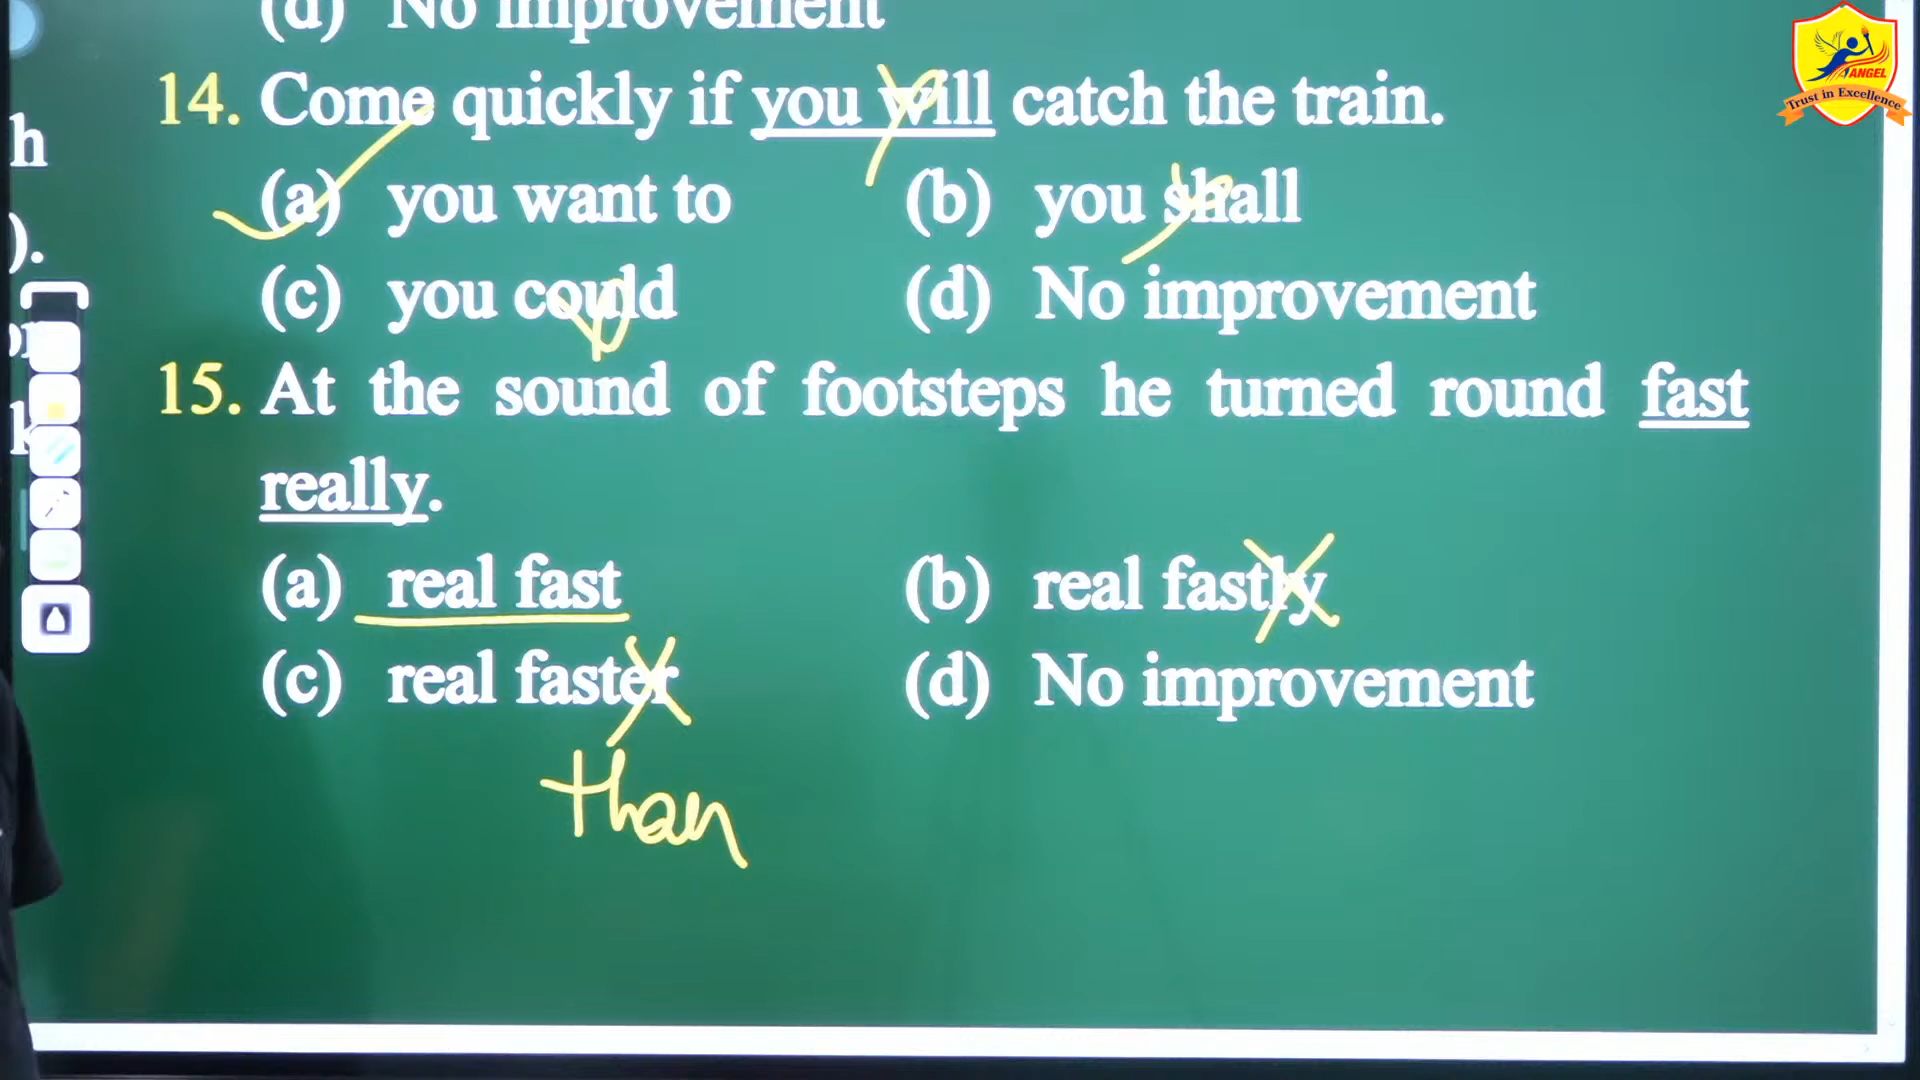 (d) No improvement
14. Come quickly if you will catch the train.
(a) you want to (b) you shall
(c) you could (d) No improvement
15. At the sound of footsteps he turned round fast
really.
(a) real fast (b) real fastly
(c) real faster (d) No improvement
than
h
).
ANGEL
Trust in Excellence